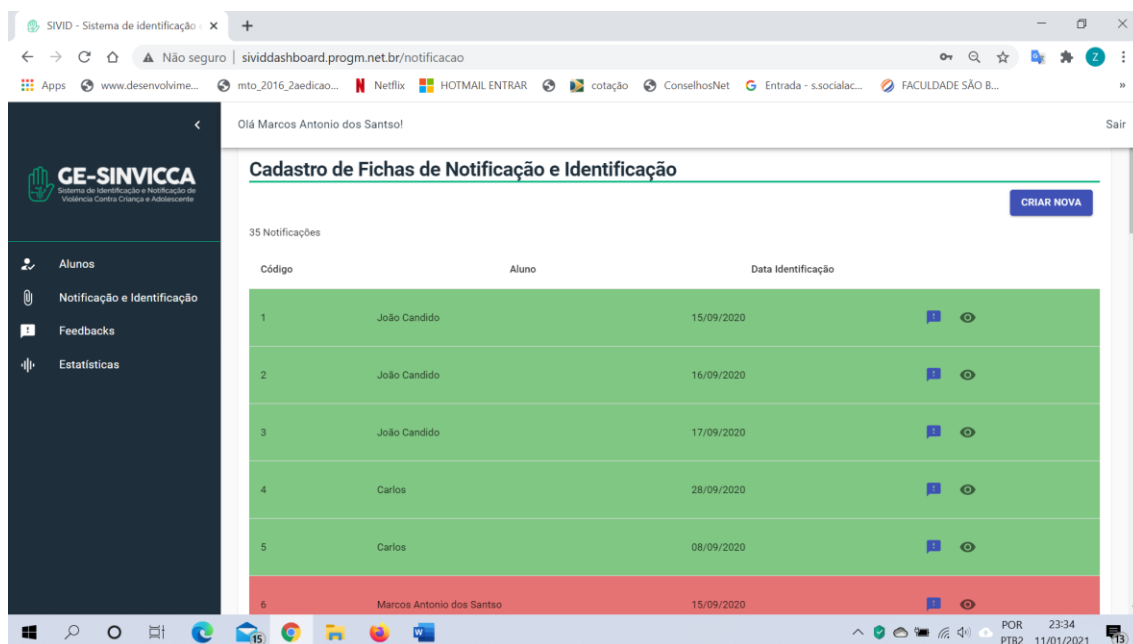 SIVID - Sistema de identificação
Não seguro | sividdashboard.progm.net.br/notificacao
Apps www.desenvolvime... mto_2016_2aedicao... Netflix HOTMAIL ENTRAR cotação ConselhosNet Entrada - s.socialac... FACULDADE SÃO B... »
Olá Marcos Antonio dos Santso! Sair
GE-SINVICCA
Sistema de Identificação e Notificação de
Violência Contra Criança e Adolescente
Alunos
Notificação e Identificação
Feedbacks
Estatísticas
Cadastro de Fichas de Notificação e Identificação
CRIAR NOVA
35 Notificações
Código Aluno Data Identificação
1 João Candido 15/09/2020
2 João Candido 16/09/2020
3 João Candido 17/09/2020
4 Carlos 28/09/2020
5 Carlos 08/09/2020
6 Marcos Antonio dos Santso 15/09/2020
15
POR 23:34
PTB2 11/01/2021
13